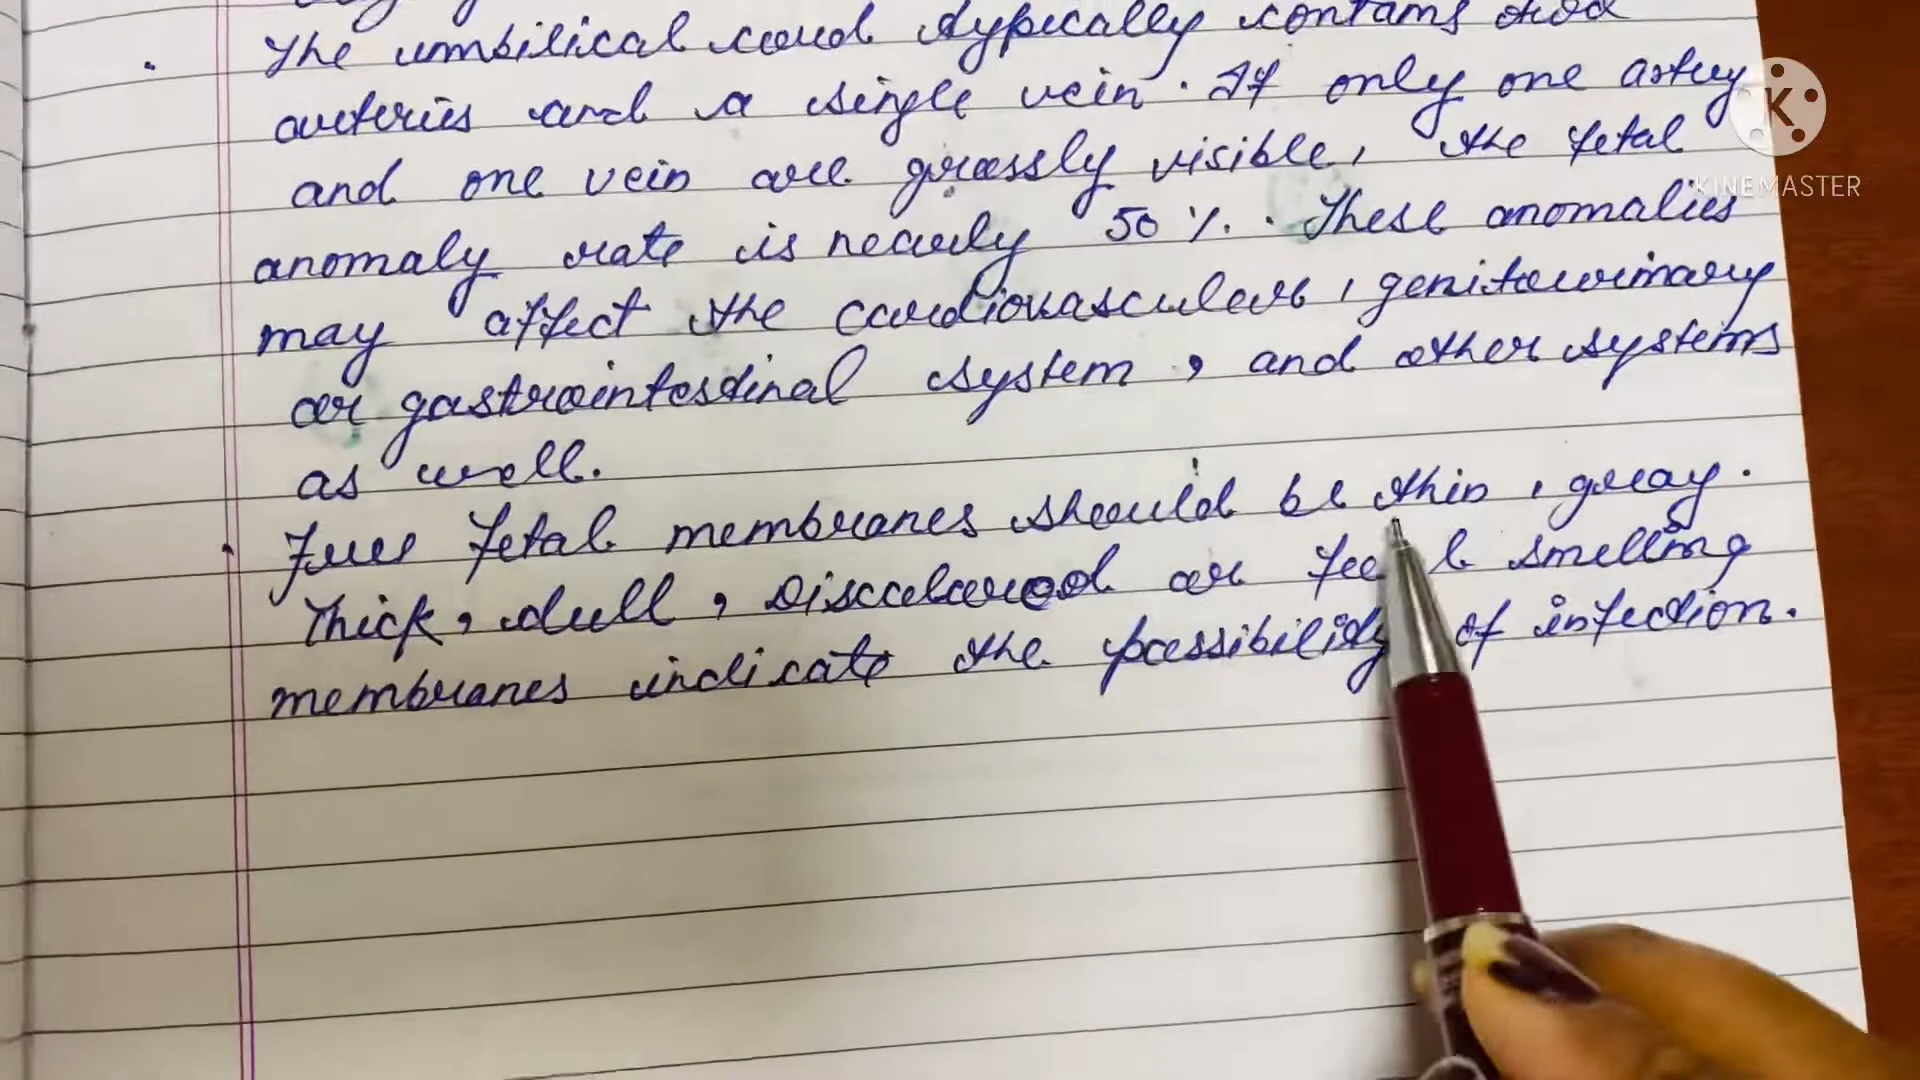 The umbilical cord typically contains two
arteries and a single vein. If only one artey
and one vein are grossly visible, the fetal
anomaly rate is nearly 50 %. These anomalies
may affect the cardiovascular, genitourinary
or gastrointestinal system, and other systems
as well.
Free fetal membranes should be thin, gray.
Thick, dull, Discolored or smelling
membranes indicate the possibility of infection.
K
KINEMASTER